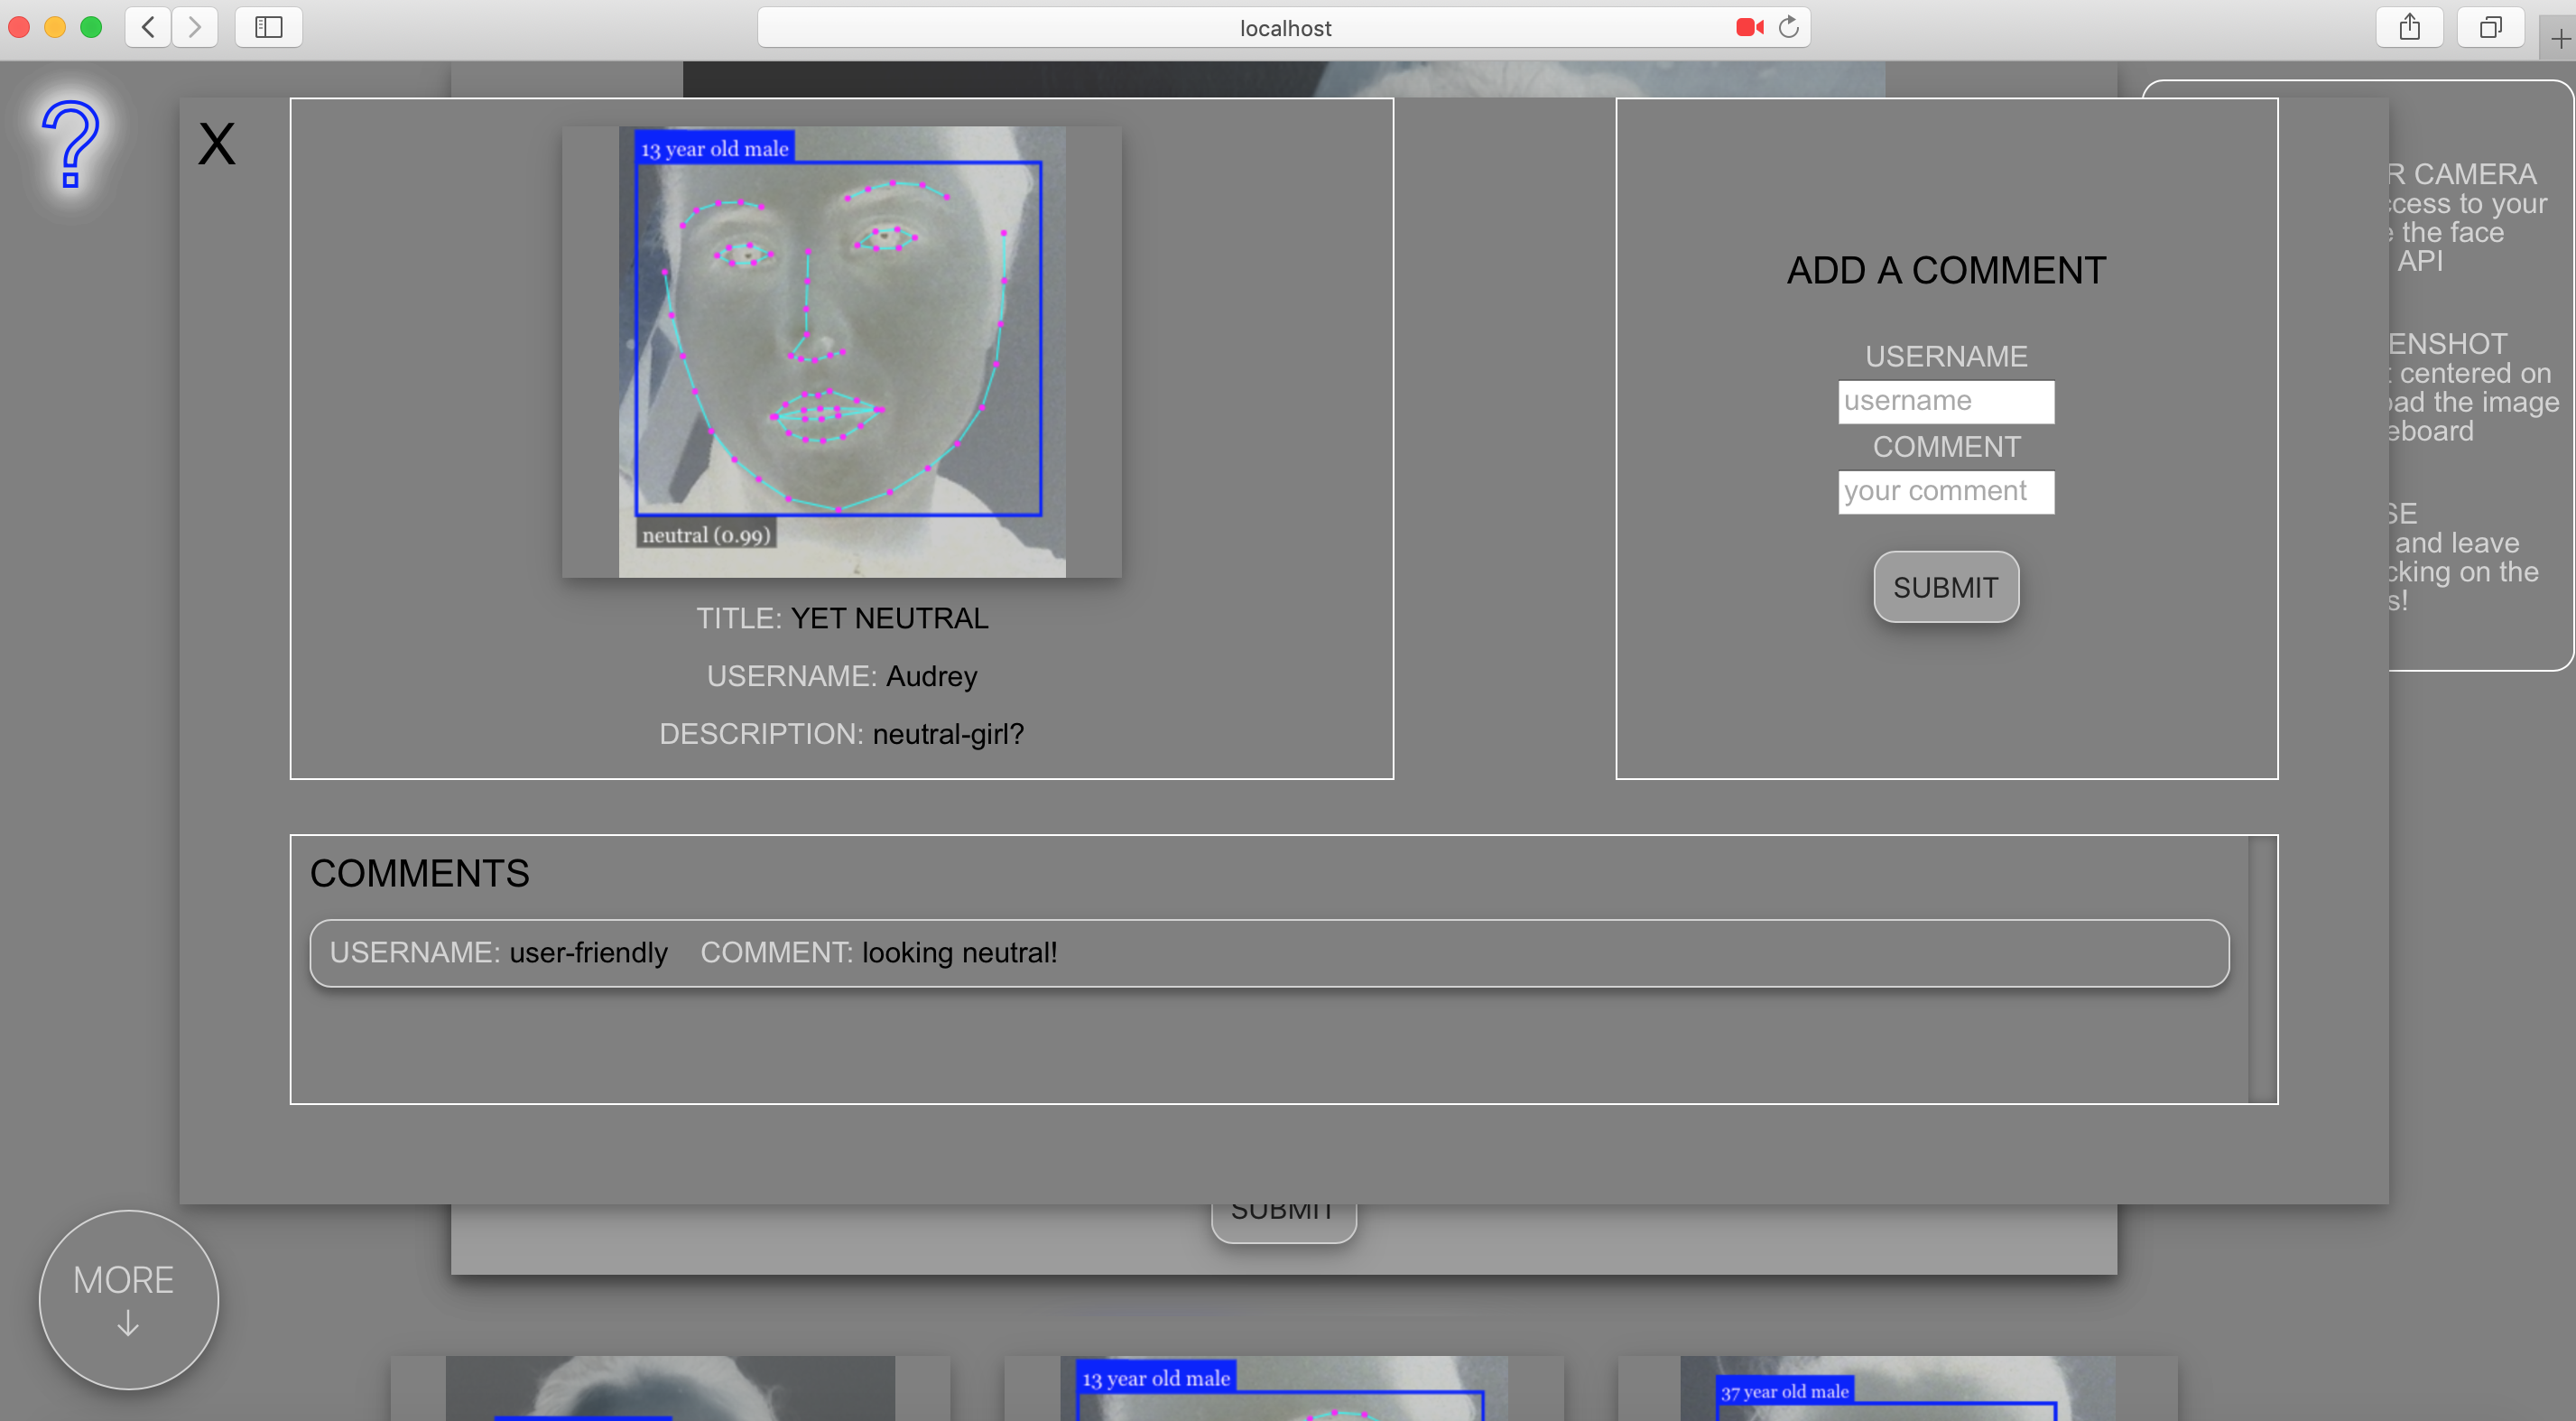 localhost
?
X
13 year old male
neutral (0.99)
TITLE: YET NEUTRAL
USERNAME: Audrey
DESCRIPTION: neutral-girl?
ADD A COMMENT
USERNAME
username
COMMENT
your comment
SUBMIT
R CAMERA
ccess to your
e the face
API
ENSHOT
t centered on
oad the image
eboard
SE
and leave
cking on the
s!
COMMENTS
USERNAME: user-friendly COMMENT: looking neutral!
SUBMIT
MORE
↓
13 year old male
37 year old male